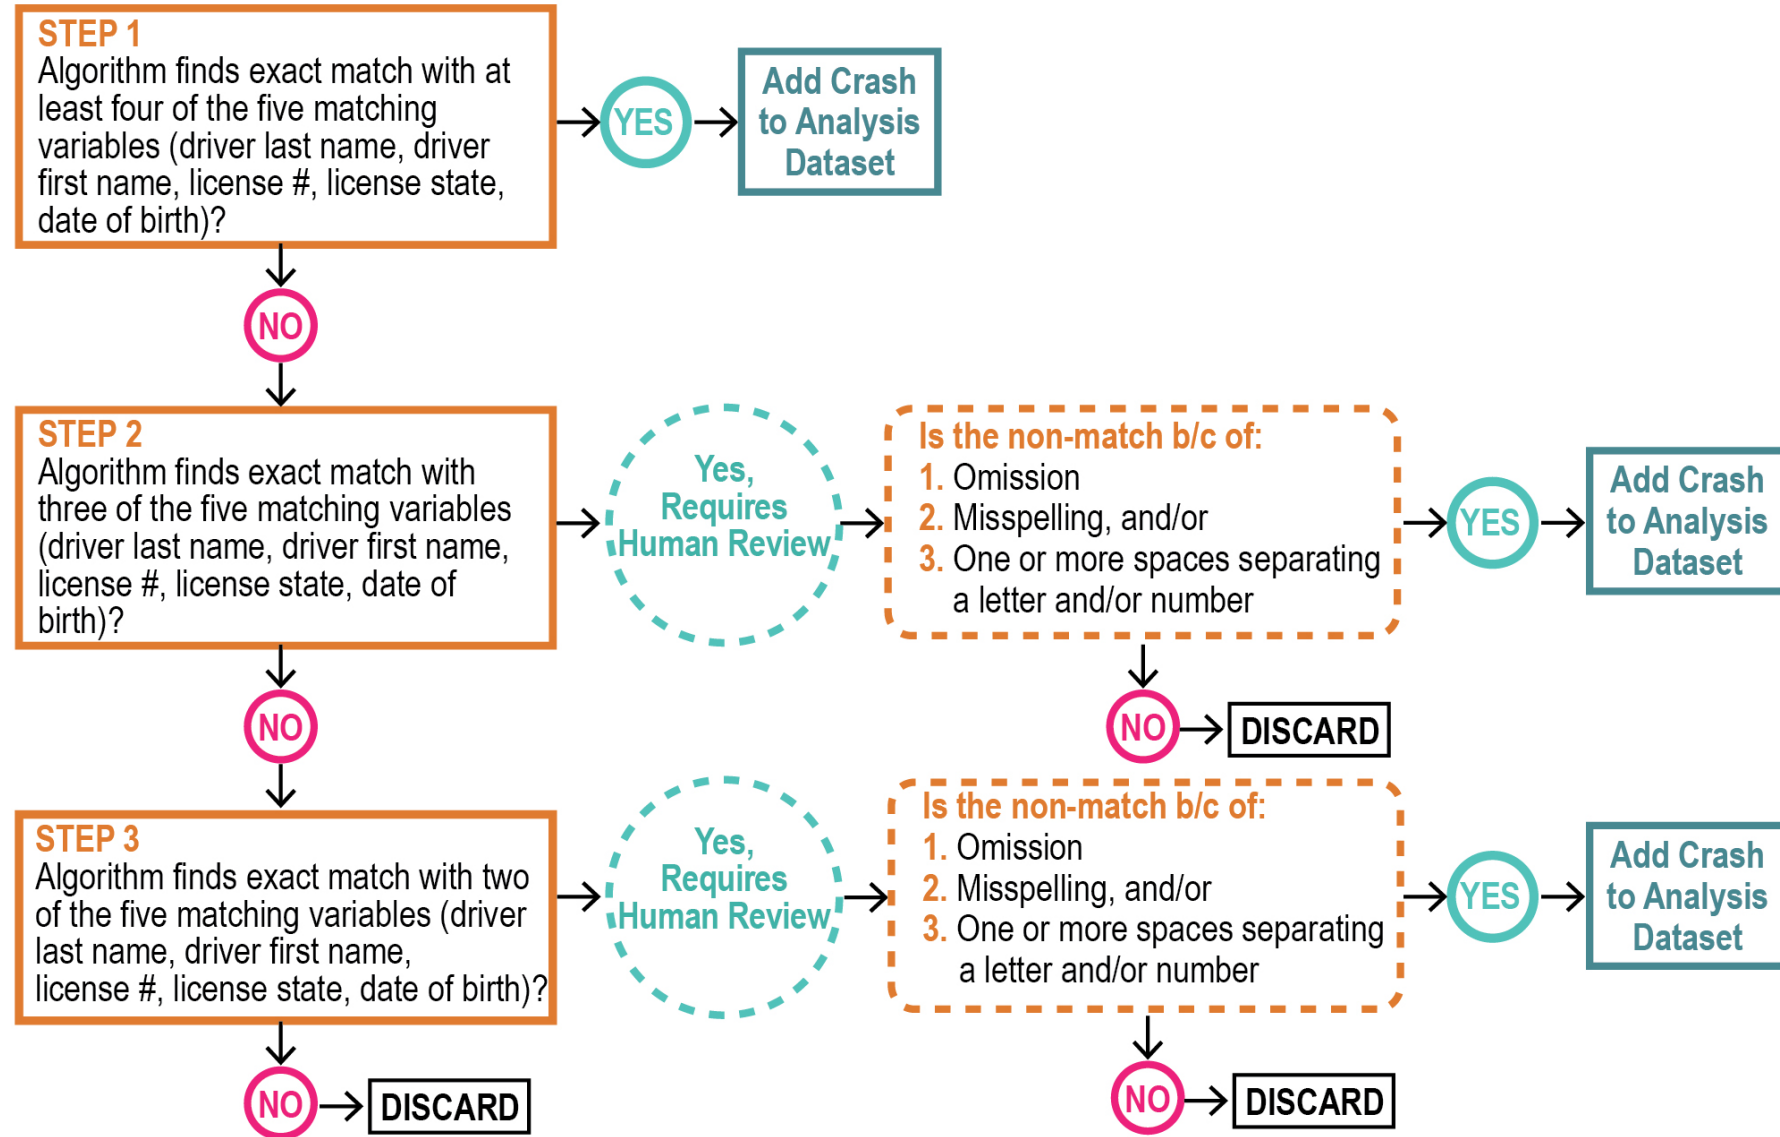 STEP 1
Algorithm finds exact match with at
least four of the five matching
variables (driver last name, driver
first name, license #, license state,
date of birth)?
YES
Add Crash
to Analysis
Dataset
NO
STEP 2
Algorithm finds exact match with
three of the five matching variables
(driver last name, driver first name,
license #, license state, date of
birth)?
Yes,
Requires
Human Review
Is the non-match b/c of:
1. Omission
2. Misspelling, and/or
3. One or more spaces separating
a letter and/or number
YES
Add Crash
to Analysis
Dataset
NO
DISCARD
NO
STEP 3
Algorithm finds exact match with two
of the five matching variables (driver
last name, driver first name,
license #, license state, date of birth)?
Yes,
Requires
Human Review
Is the non-match b/c of:
1. Omission
2. Misspelling, and/or
3. One or more spaces separating
a letter and/or number
YES
Add Crash
to Analysis
Dataset
NO
DISCARD
NO
DISCARD